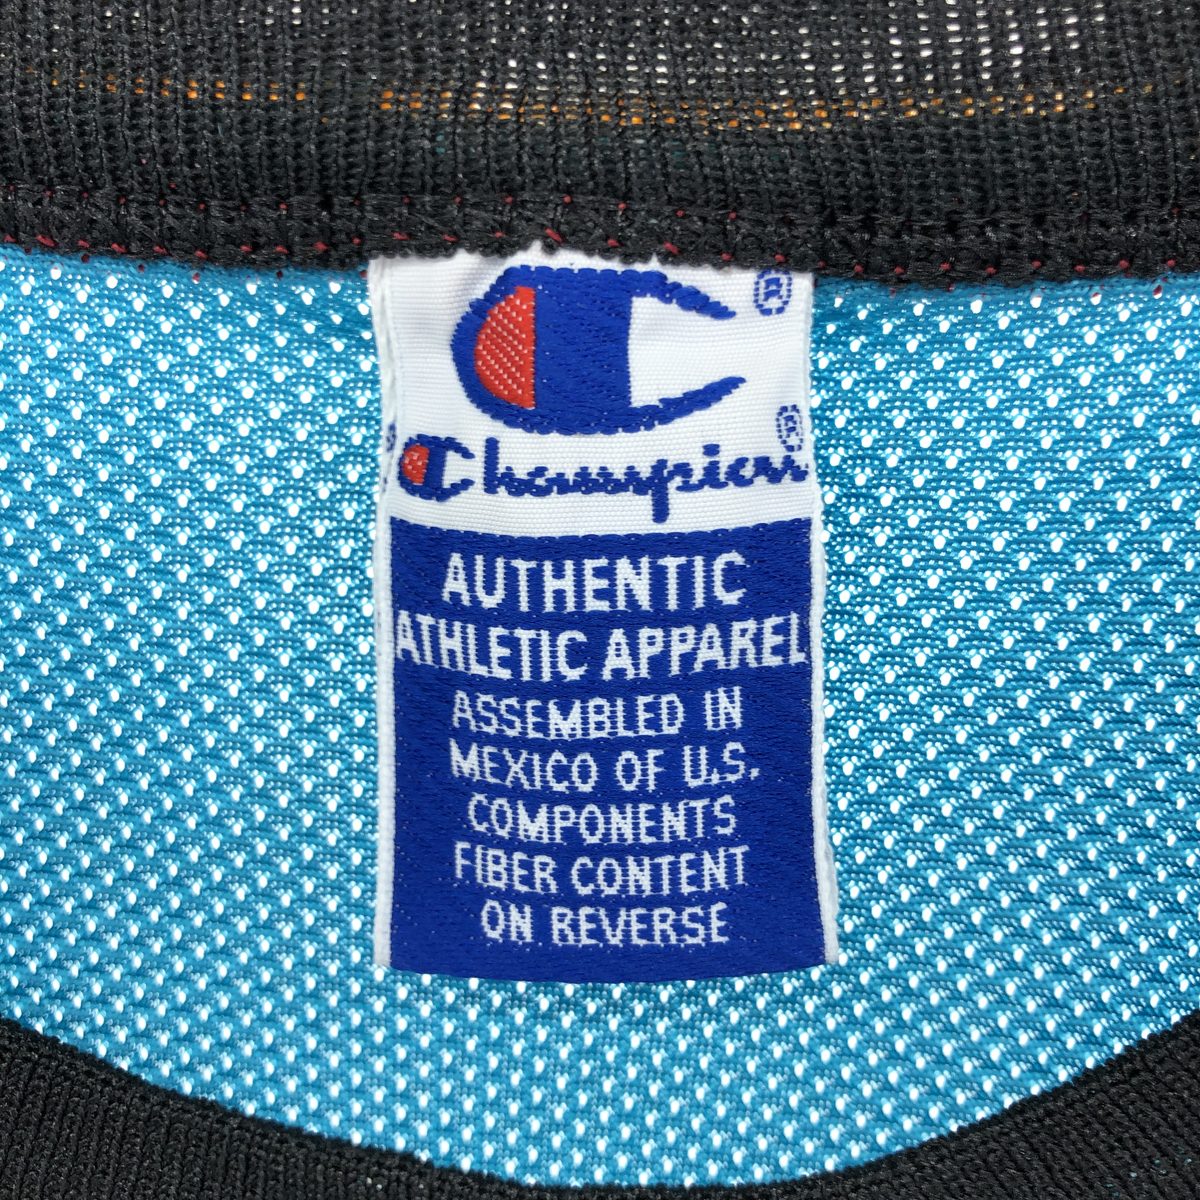 ®
Champion®
AUTHENTIC
ATHLETIC APPAREL
ASSEMBLED IN
MEXICO OF U.S.
COMPONENTS
FIBER CONTENT
ON REVERSE